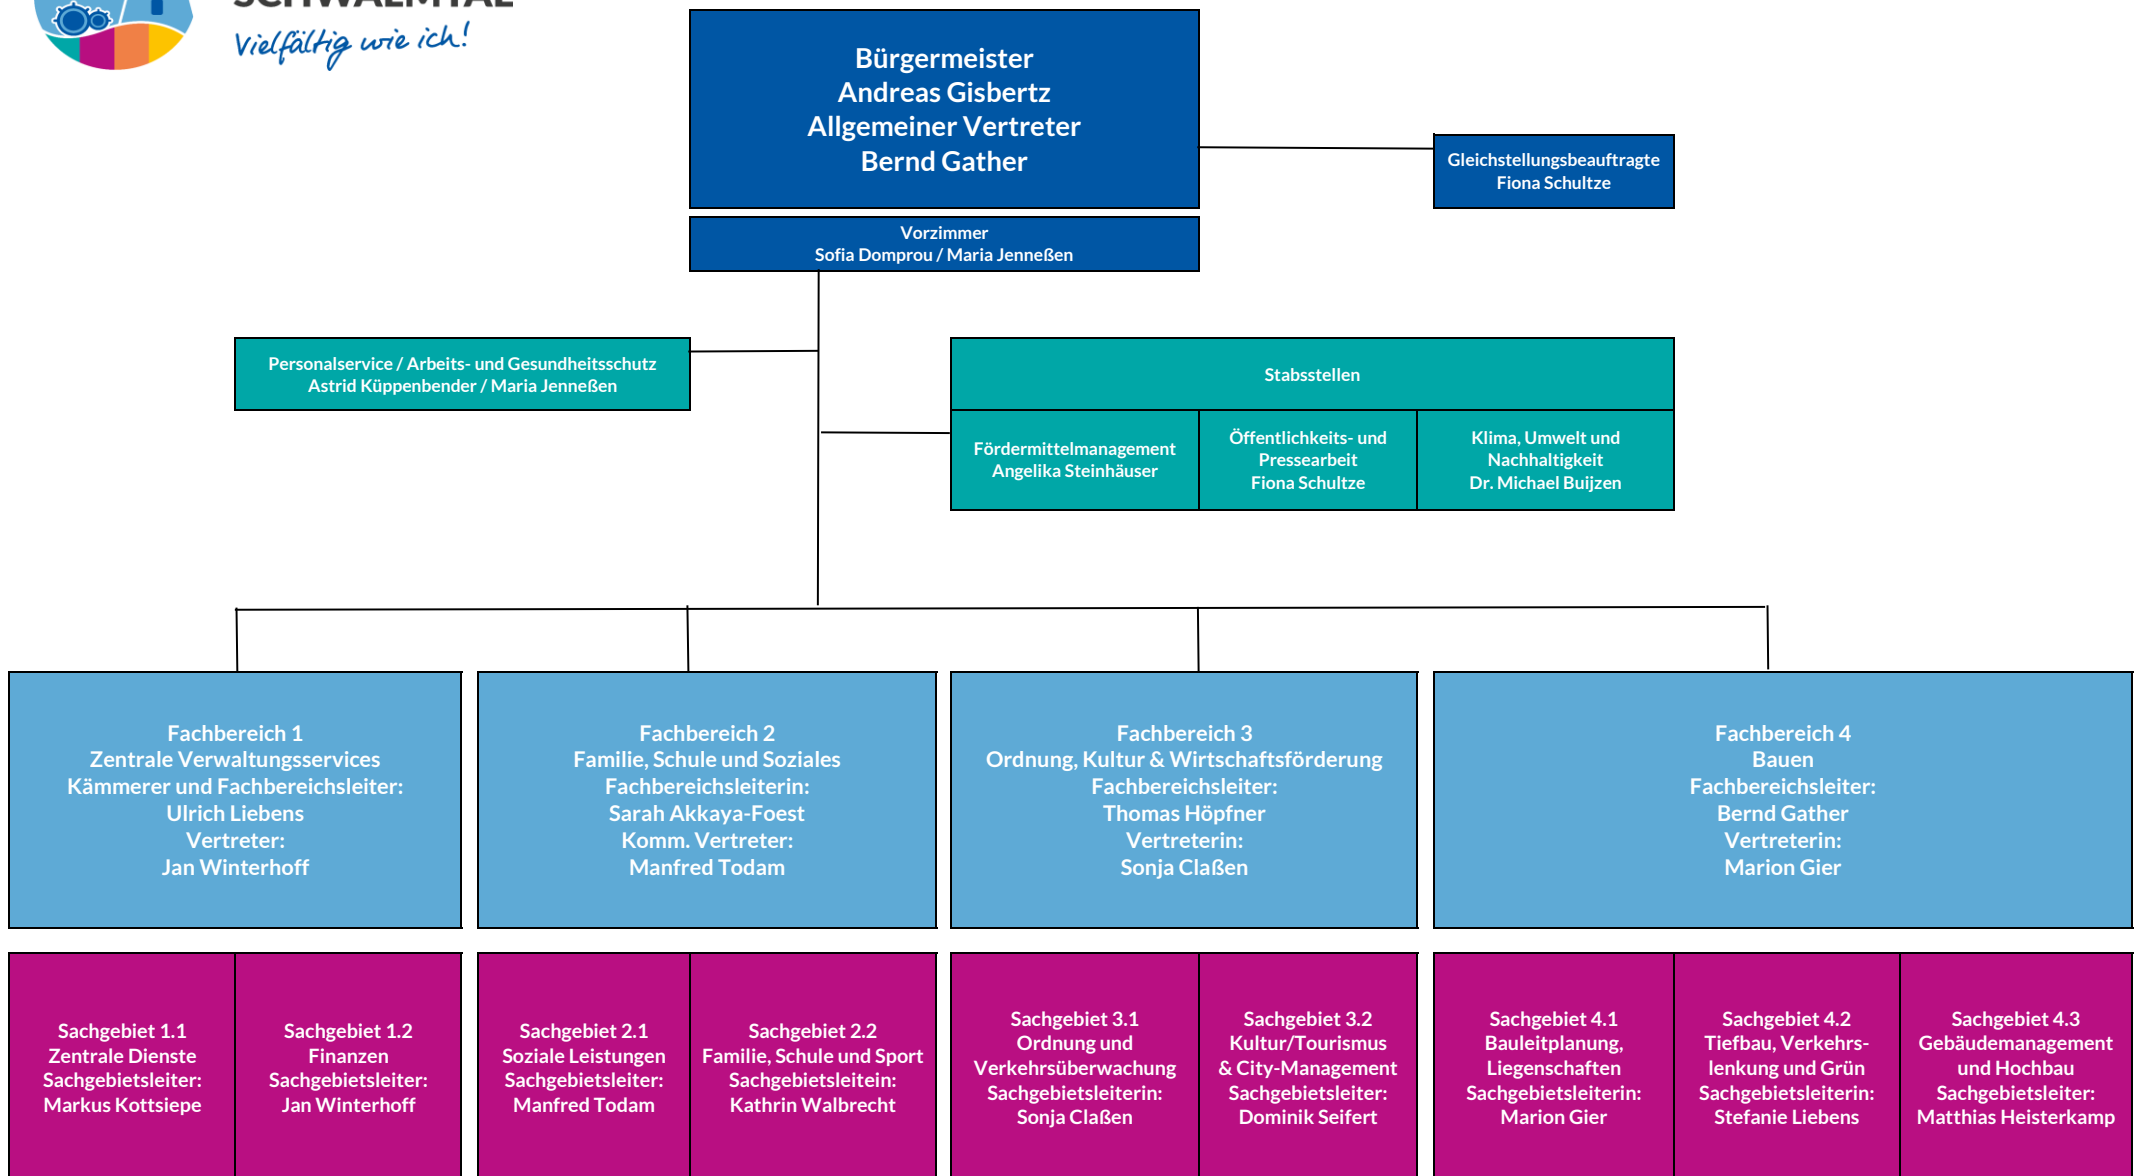 SCHWALMTAL
Vielfältig wie ich!
Bürgermeister
Andreas Gisbertz
Allgemeiner Vertreter
Bernd Gather
Gleichstellungsbeauftragte
Fiona Schultze
Vorzimmer
Sofia Domprou / Maria Jenneßen
Personalservice / Arbeits- und Gesundheitsschutz
Astrid Küppenbender / Maria Jenneßen
Stabsstellen
Fördermittelmanagement
Angelika Steinhäuser
Öffentlichkeits- und
Pressearbeit
Fiona Schultze
Klima, Umwelt und
Nachhaltigkeit
Dr. Michael Buijzen
Fachbereich 1
Zentrale Verwaltungsservices
Kämmerer und Fachbereichsleiter:
Ulrich Liebens
Vertreter:
Jan Winterhoff
Fachbereich 2
Familie, Schule und Soziales
Fachbereichsleiterin:
Sarah Akkaya-Foest
Komm. Vertreter:
Manfred Todam
Fachbereich 3
Ordnung, Kultur & Wirtschaftsförderung
Fachbereichsleiter:
Thomas Höpfner
Vertreterin:
Sonja Claßen
Fachbereich 4
Bauen
Fachbereichsleiter:
Bernd Gather
Vertreterin:
Marion Gier
Sachgebiet 1.1
Zentrale Dienste
Sachgebietsleiter:
Markus Kottsiepe
Sachgebiet 1.2
Finanzen
Sachgebietsleiter:
Jan Winterhoff
Sachgebiet 2.1
Soziale Leistungen
Sachgebietsleiter:
Manfred Todam
Sachgebiet 2.2
Familie, Schule und Sport
Sachgebietsleitein:
Kathrin Walbrecht
Sachgebiet 3.1
Ordnung und
Verkehrsüberwachung
Sachgebietsleiterin:
Sonja Claßen
Sachgebiet 3.2
Kultur/Tourismus
& City-Management
Sachgebietsleiter:
Dominik Seifert
Sachgebiet 4.1
Bauleitplanung,
Liegenschaften
Sachgebietsleiterin:
Marion Gier
Sachgebiet 4.2
Tiefbau, Verkehrs-
lenkung und Grün
Sachgebietsleiterin:
Stefanie Liebens
Sachgebiet 4.3
Gebäudemanagement
und Hochbau
Sachgebietsleiter:
Matthias Heisterkamp